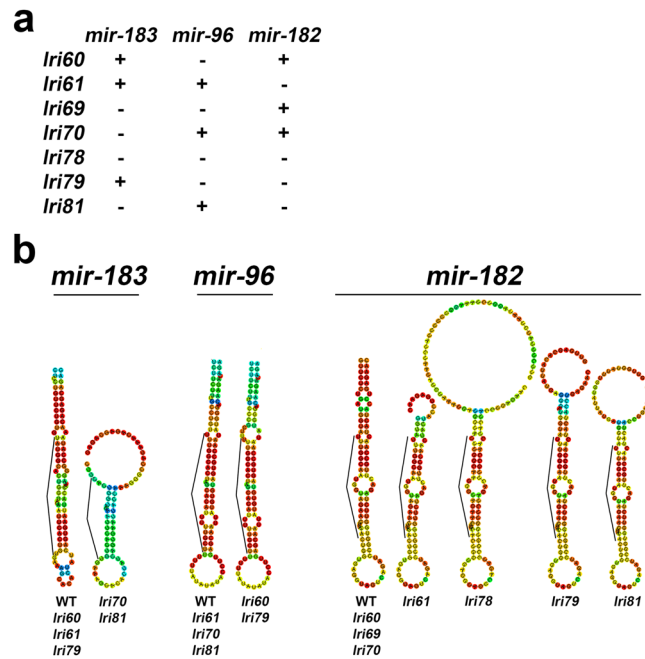 a
mir-183 mir-96 mir-182
lri60 + - +
lri61 + + -
lri69 - - +
lri70 - + +
lri78 - - -
lri79 + - -
lri81 - + -
b
mir-183 mir-96 mir-182
WT lri70 WT lri60 WT lri61 lri78 lri79 lri81
lri60 lri81 lri61 lri79 lri60
lri61 lri70 lri69
lri79 lri81 lri70